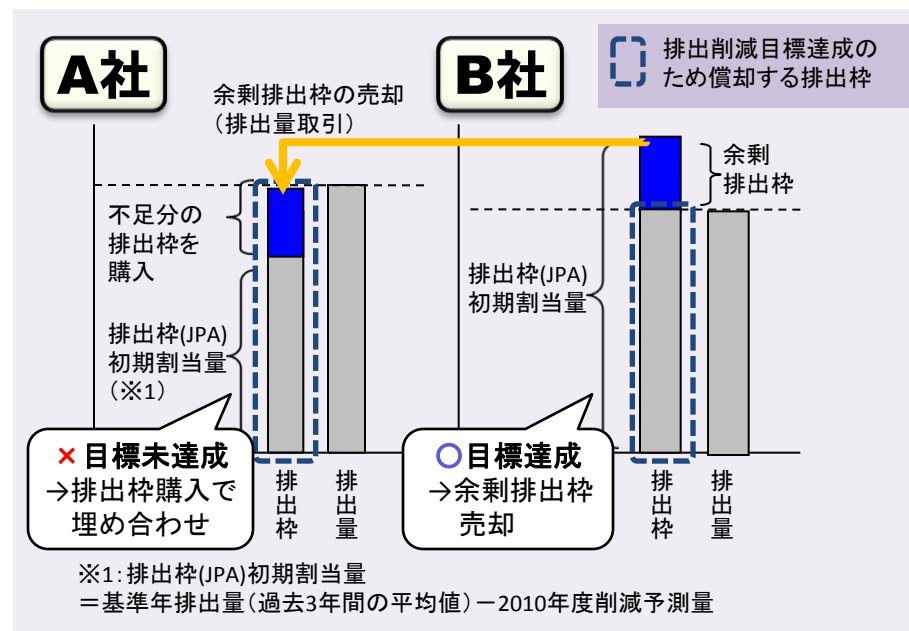 A社
B社
排出削減目標達成の
ため償却する排出枠
余剰排出枠の売却
（排出量取引）
余剰
排出枠
不足分の
排出枠を
購入
排出枠(JPA)
初期割当量
排出枠(JPA)
初期割当量
（※1）
×目標未達成
→排出枠購入で
埋め合わせ
○目標達成
→余剰排出枠
売却
排出枠
排出量
排出枠
排出量
※1：排出枠(JPA)初期割当量
＝基準年排出量（過去3年間の平均値）－2010年度削減予測量